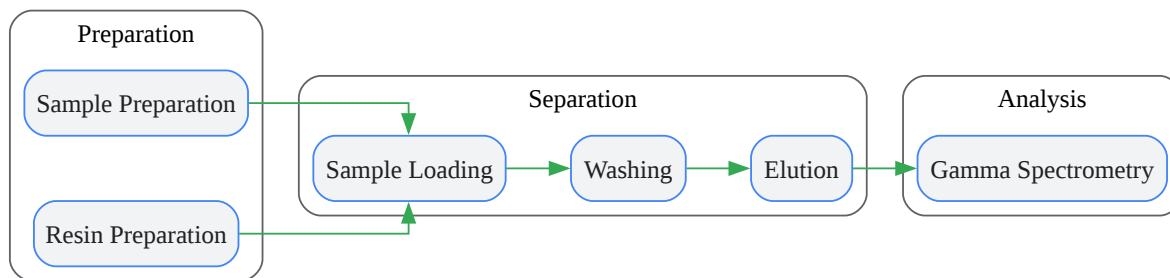 Preparation
Sample Preparation
Resin Preparation
Separation
Sample Loading
Washing
Elution
Analysis
Gamma Spectrometry